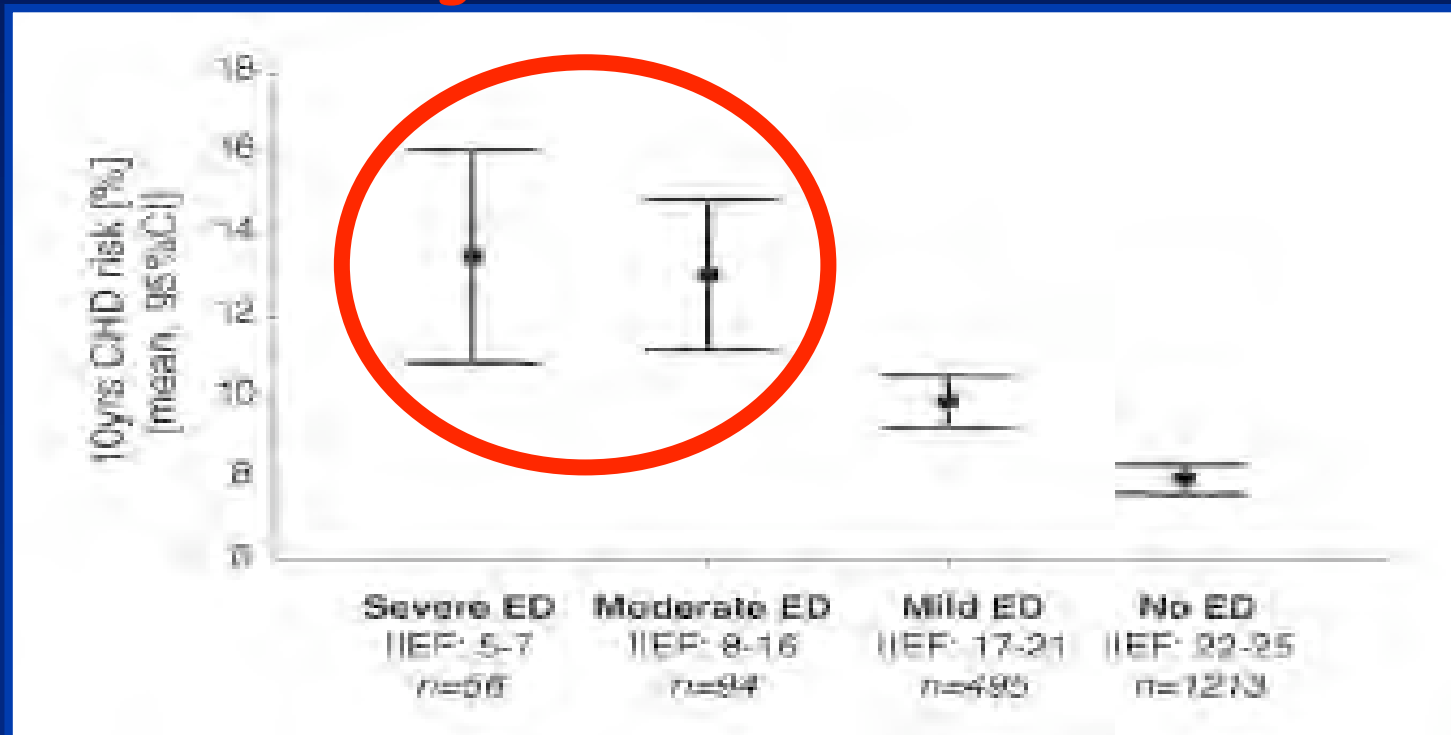 10yrs CHD risk [%]
[mean, 95%CI]
18
16
14
12
10
8
Severe ED
IIEF: 5-7
Moderate ED
IIEF: 8-16
Mild ED
IIEF: 17-21
n=495
No ED
IIEF: 22-25
n=1213